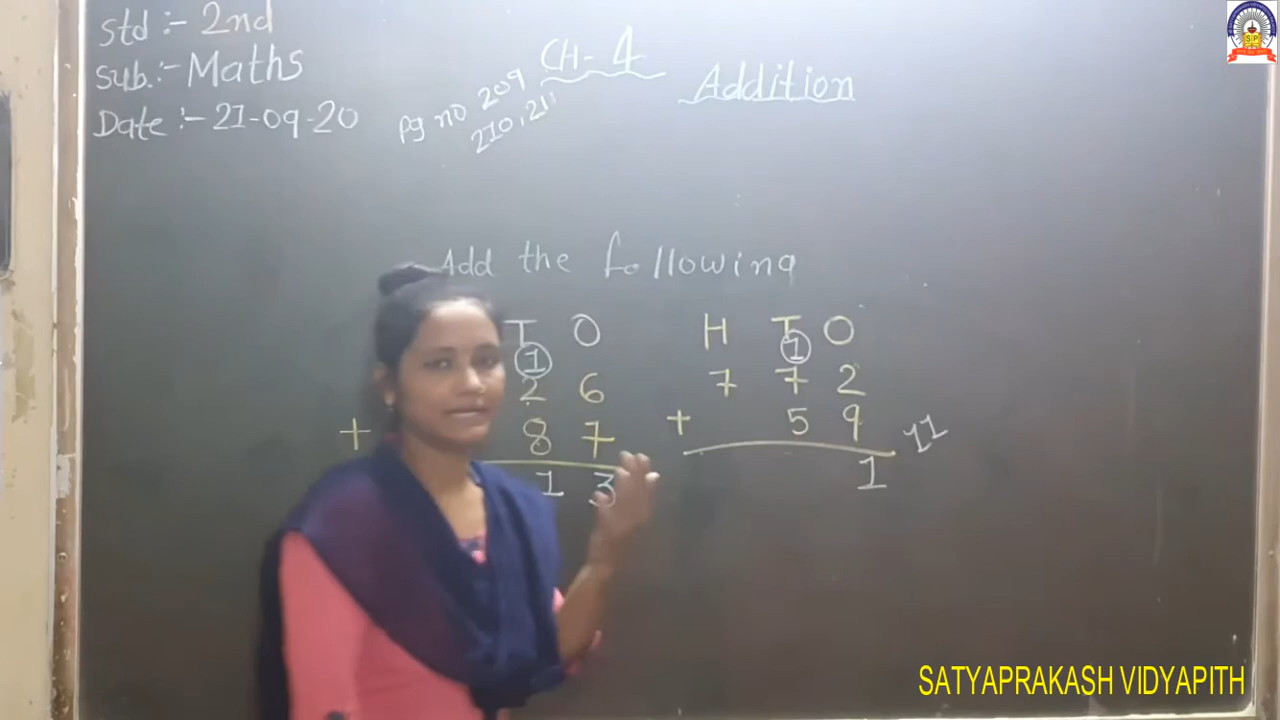 Std :- 2nd
Sub. :- Maths
Date :- 21-09-20
pg no 209
210, 211
CH- 4
Addition
Add the following
T O
1
2 6
+ 8 7
1 3
H T O
1
7 7 2
+ 5 9
1
11
SP
SATYAPRAKASH VIDYAPITH